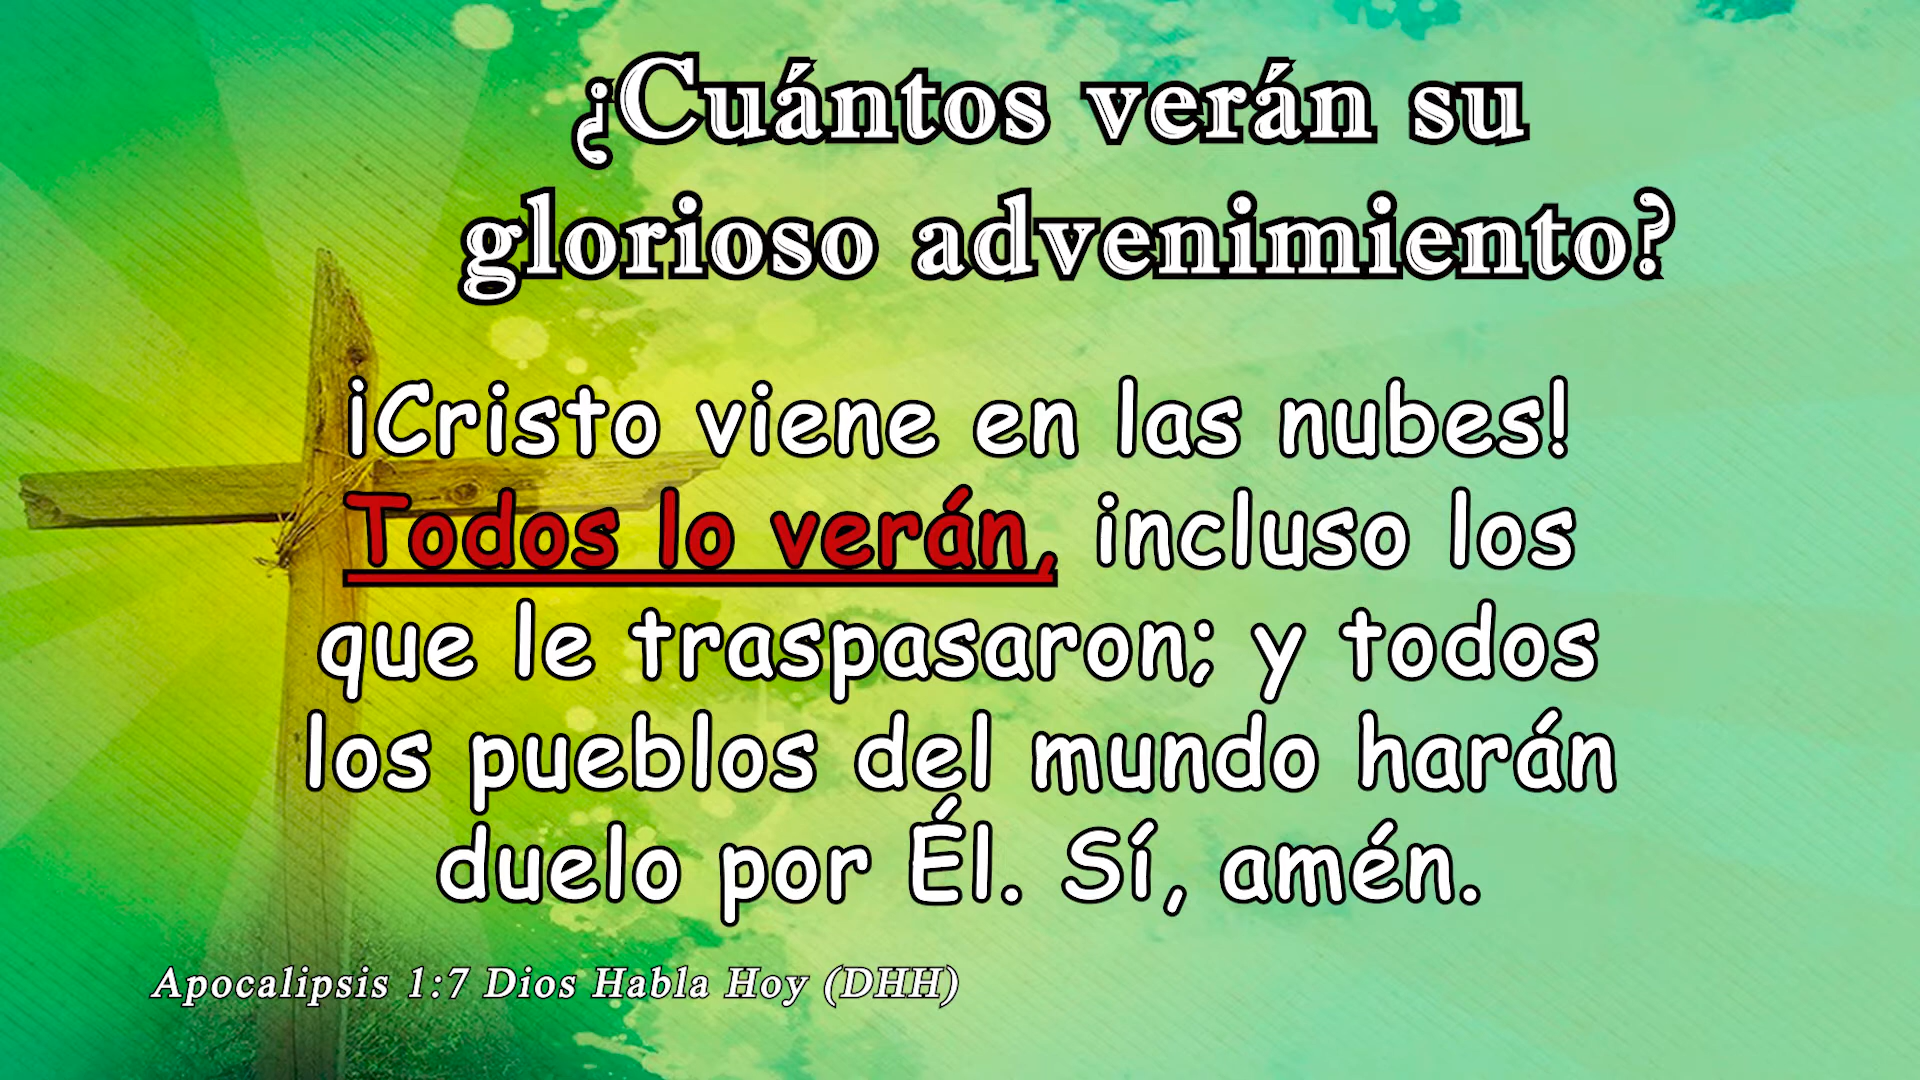 ¿Cuántos verán su
glorioso advenimiento?
¡Cristo viene en las nubes!
Todos lo verán, incluso los
que le traspasaron; y todos
los pueblos del mundo harán
duelo por Él. Sí, amén.
Apocalipsis 1:7 Dios Habla Hoy (DHH)